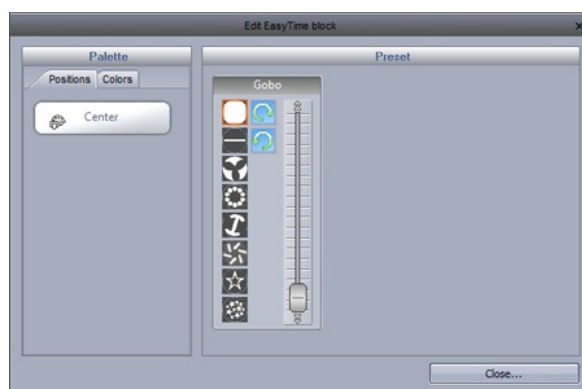 Edit EasyTime block
Palette
Preset
Positions
Colors
Center
Gobo
Close...